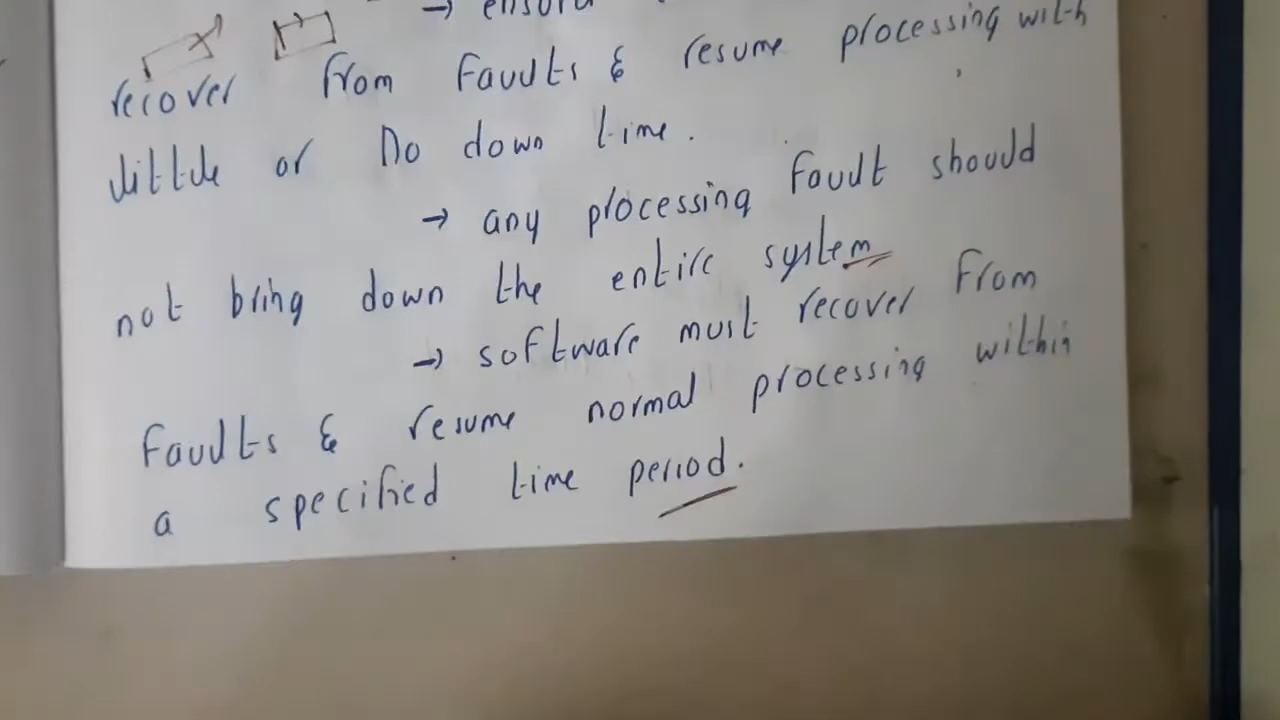 →
recover from faults & resume processing with
little or no down time.
→ any processing fault should
not bring down the entire system
→ software must recover from
faults & resume normal processing within
a specified time period.